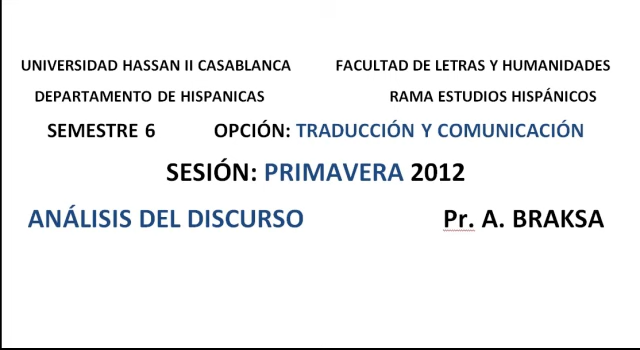 UNIVERSIDAD HASSAN II CASABLANCA FACULTAD DE LETRAS Y HUMANIDADES
DEPARTAMENTO DE HISPANICAS RAMA ESTUDIOS HISPÁNICOS
SEMESTRE 6 OPCIÓN: TRADUCCIÓN Y COMUNICACIÓN
SESIÓN: PRIMAVERA 2012
ANÁLISIS DEL DISCURSO Pr. A. BRAKSA